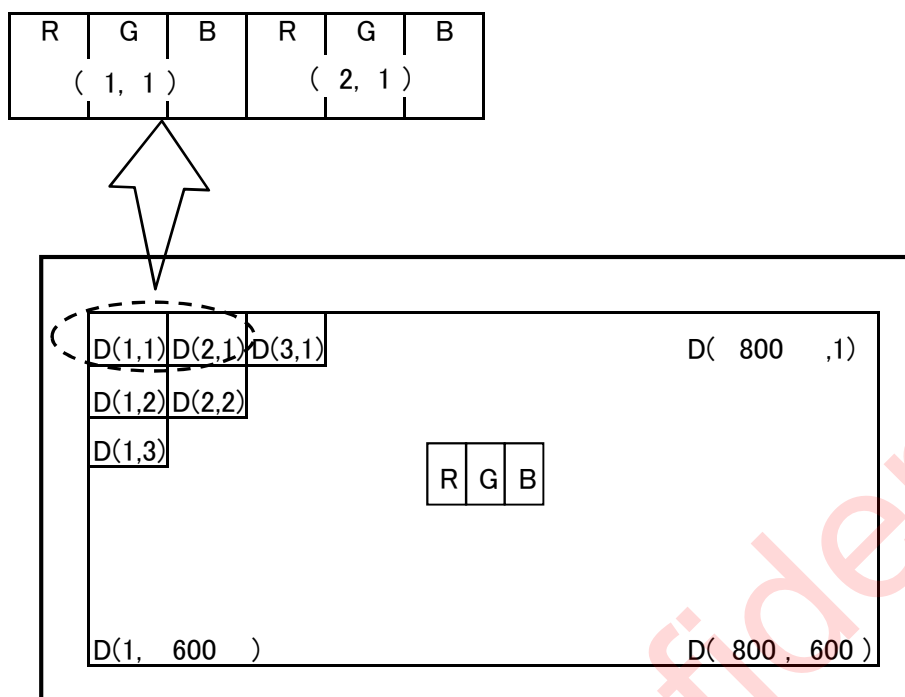 R G B R G B
( 1, 1 ) ( 2, 1 )
D(1,1) D(2,1) D(3,1) D( 800 ,1)
D(1,2) D(2,2)
D(1,3)
R G B
D(1, 600 ) D( 800 , 600 )